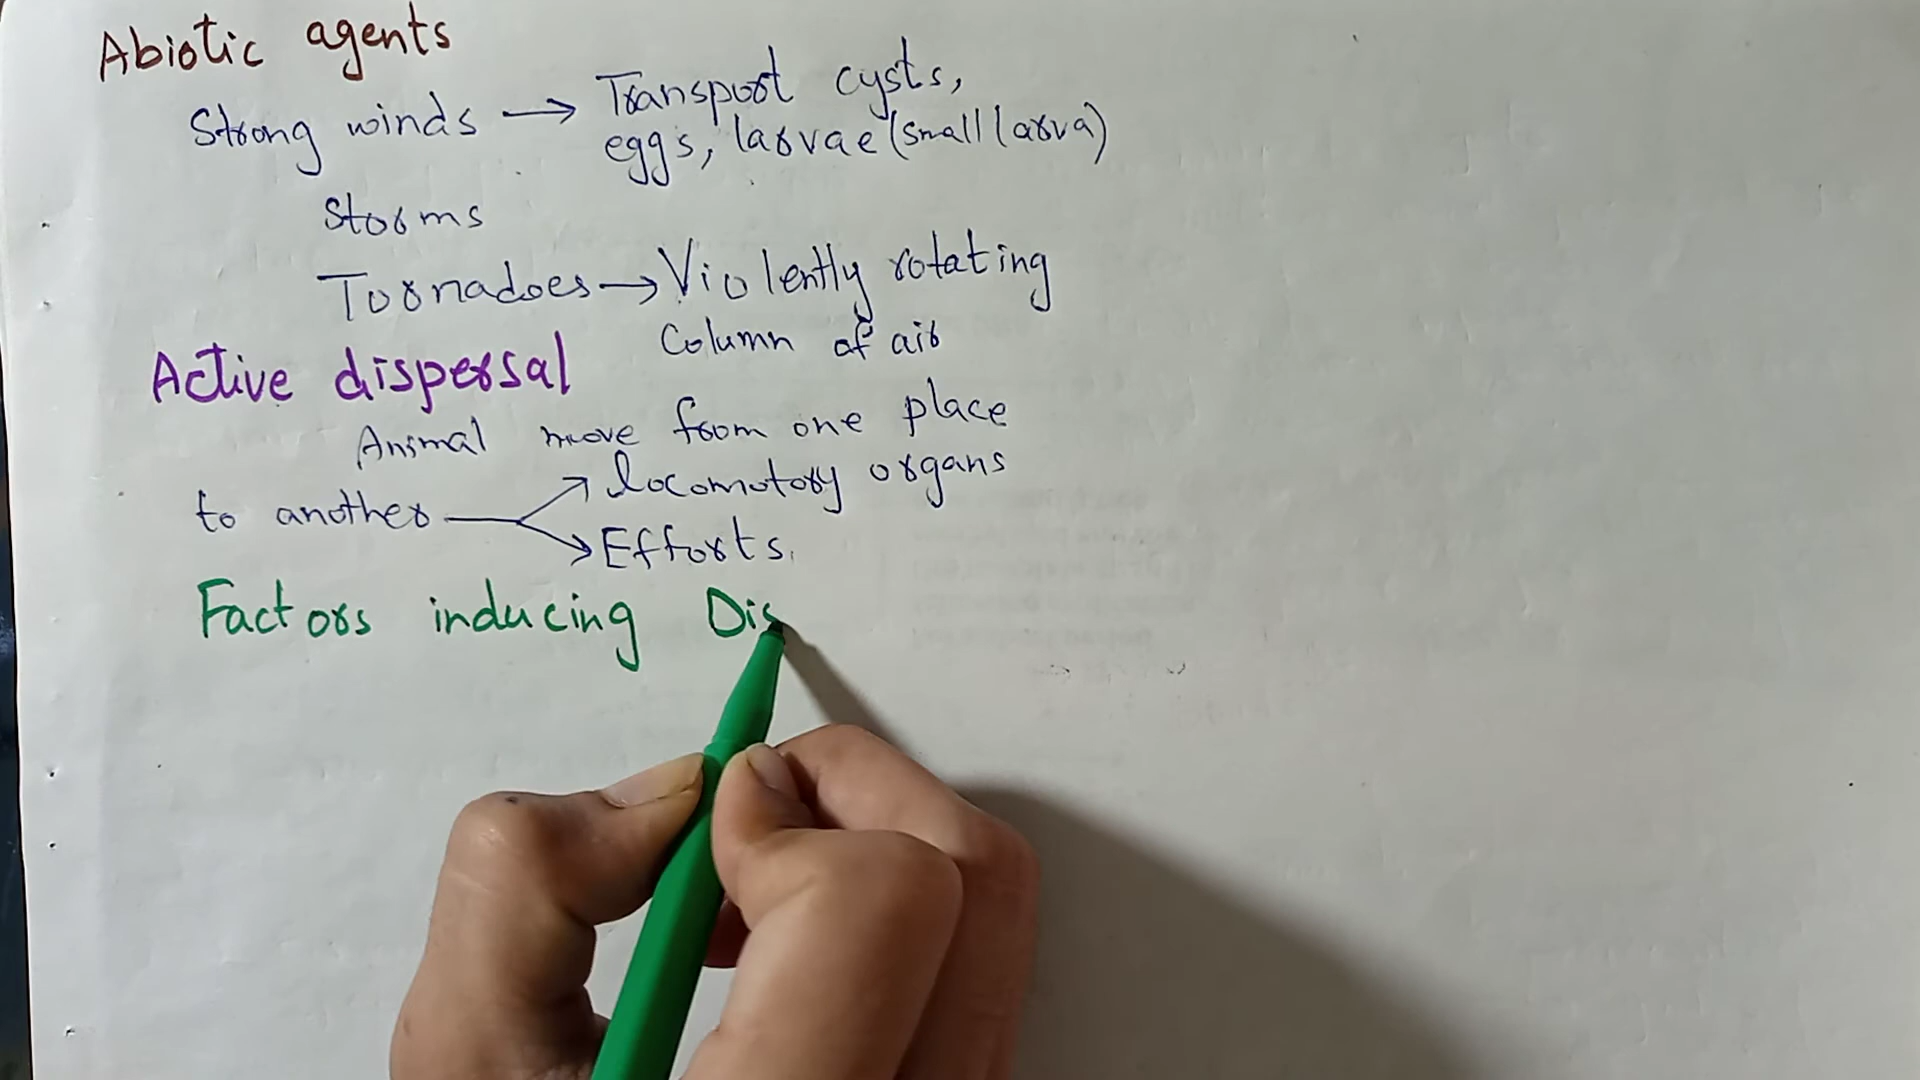 Abiotic agents
Strong winds → Transport cysts,
eggs, larvae (small larva)
Storms
Tornadoes → Violently rotating
Column of air
Active dispersal
Animal move from one place
to another → locomotory organs
→ Efforts.
Factors inducing Dis